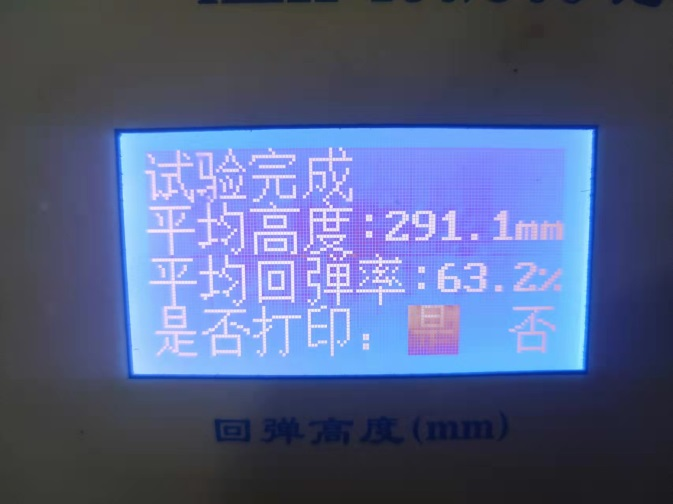 试验完成
平均高度:291.1mm
平均回弹率:63.2%
是否打印: 是 否
回弹高度(mm)